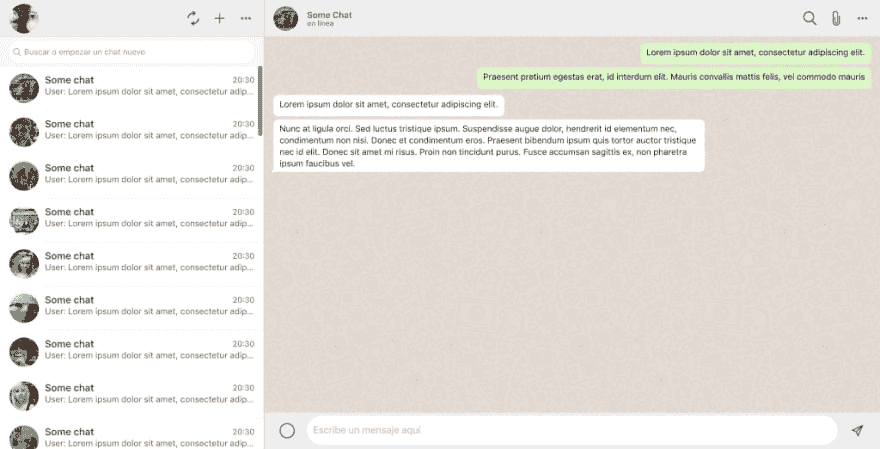 Buscar o empezar un chat nuevo
Some chat
20:30
User: Lorem ipsum dolor sit amet, consectetur adip...
Some chat
20:30
User: Lorem ipsum dolor sit amet, consectetur adip...
Some chat
20:30
User: Lorem ipsum dolor sit amet, consectetur adip...
Some chat
20:30
User: Lorem ipsum dolor sit amet, consectetur adip...
Some chat
20:30
User: Lorem ipsum dolor sit amet, consectetur adip...
Some chat
20:30
User: Lorem ipsum dolor sit amet, consectetur adip...
Some chat
20:30
User: Lorem ipsum dolor sit amet, consectetur adip...
Some chat
20:30
User: Lorem ipsum dolor sit amet, consectetur adip...
Some chat
20:30
User: Lorem ipsum dolor sit amet, consectetur adip...
Some Chat
en línea
Lorem ipsum dolor sit amet, consectetur adipiscing elit.
Praesent pretium egestas erat, id interdum elit. Mauris convallis mattis felis, vel commodo mauris
Lorem ipsum dolor sit amet, consectetur adipiscing elit.
Nunc at ligula orci. Sed luctus tristique ipsum. Suspendisse augue dolor, hendrerit id elementum nec,
condimentum non nisi. Donec et condimentum eros. Praesent bibendum ipsum quis tortor auctor tristique
nec id elit. Donec sit amet mi risus. Proin non tincidunt purus. Fusce accumsan sagittis ex, non pharetra
ipsum faucibus vel.
Escribe un mensaje aquí